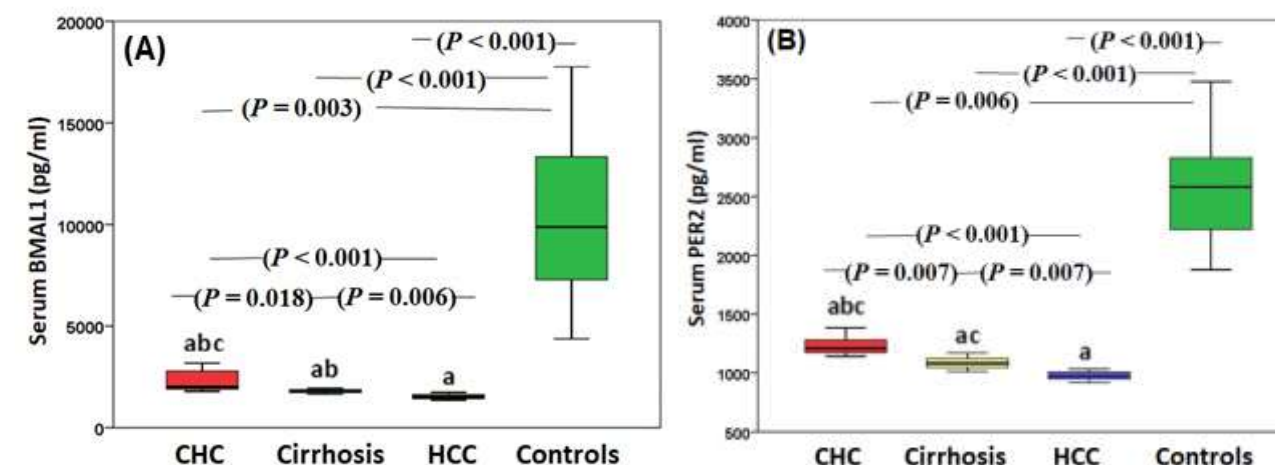 (A)
Serum BMAL1 (pg/ml)
20000
15000
10000
5000
0
(P < 0.001)
(P < 0.001)
(P = 0.003)
(P < 0.001)
(P = 0.018) (P = 0.006)
abc
ab
a
CHC Cirrhosis HCC Controls
(B)
Serum PER2 (pg/ml)
4000
3500
3000
2500
2000
1500
1000
500
(P < 0.001)
(P < 0.001)
(P = 0.006)
(P < 0.001)
(P = 0.007) (P = 0.007)
abc
ac
a
CHC Cirrhosis HCC Controls